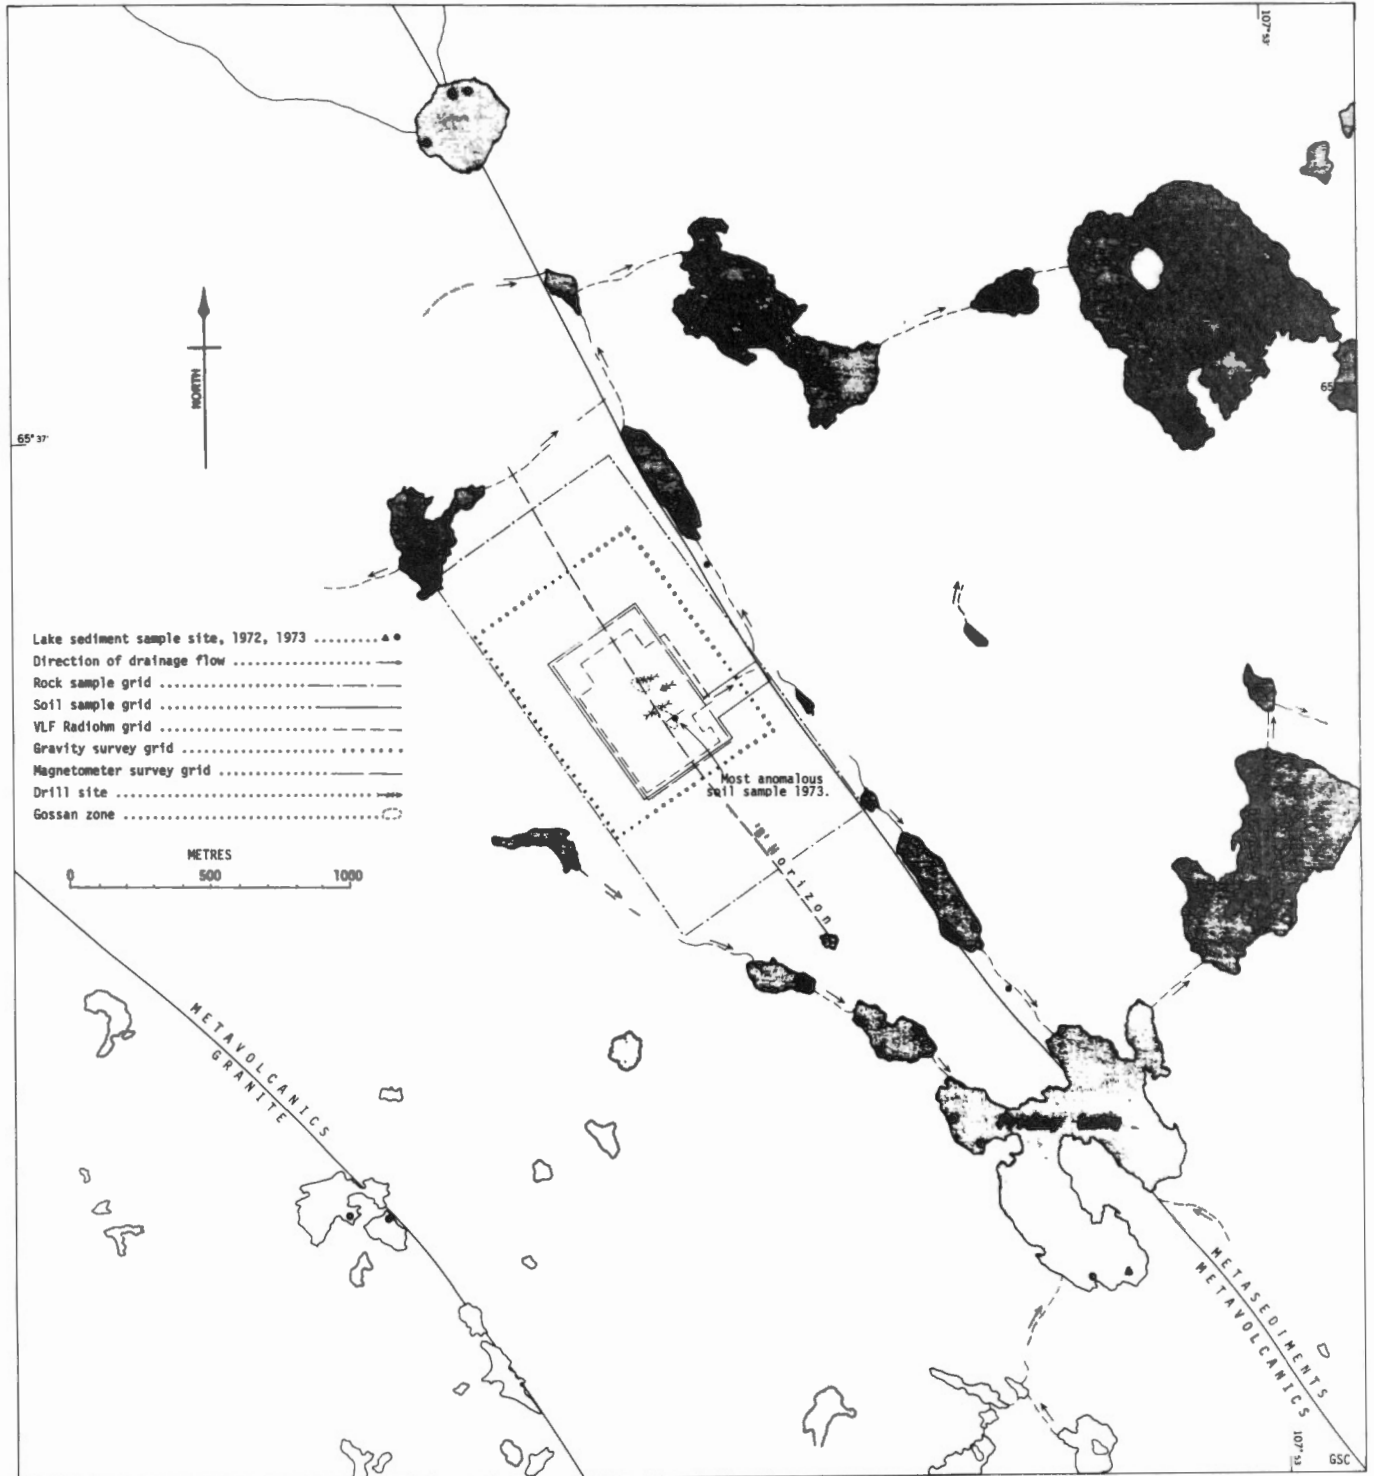 107°53'
NORTH
65
65° 37'
Lake sediment sample site, 1972, 1973
Direction of drainage flow
Rock sample grid
Soil sample grid
VLF Radiohm grid
Gravity survey grid
Magnetometer survey grid
Drill site
Gossan zone
METRES
0 500 1000
Most anomalous
soil sample 1973.
'B' Horizon
METAVOLCANICS
GRANITE
METASEDIMENTS
METAVOLCANICS
107°53
GSC